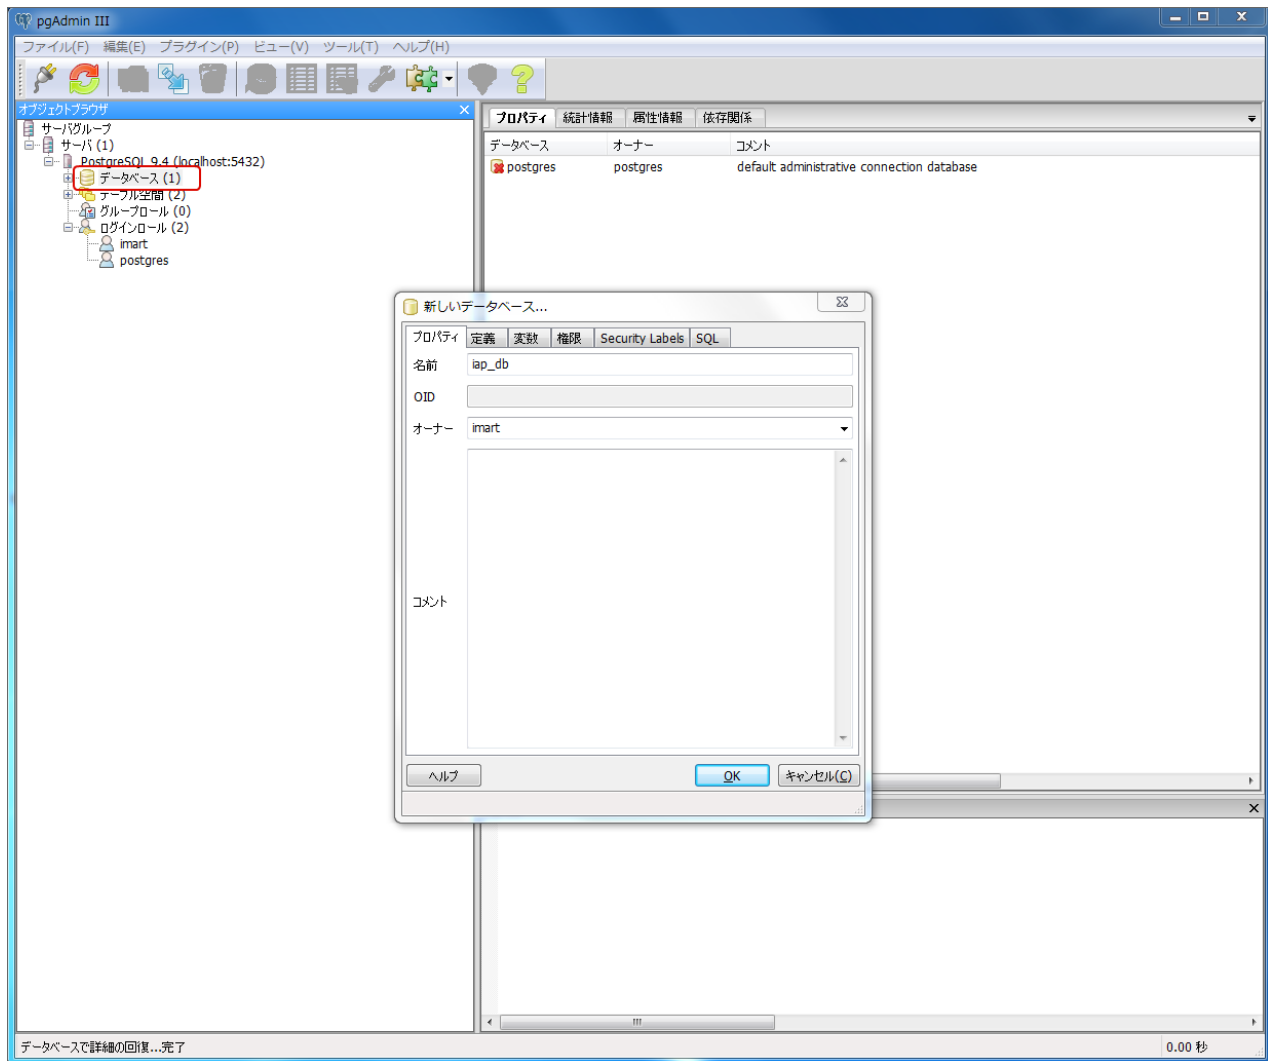 pgAdmin III
ファイル(F) 編集(E) プラグイン(P) ビュー(V) ツール(T) ヘルプ(H)
オブジェクトブラウザ
サーバグループ
サーバ (1)
PostgreSQL 9.4 (localhost:5432)
データベース (1)
テーブル空間 (2)
グループロール (0)
ログインロール (2)
imart
postgres
プロパティ 統計情報 属性情報 依存関係
データベース オーナー コメント
postgres postgres default administrative connection database
新しいデータベース...
プロパティ 定義 変数 権限 Security Labels SQL
名前 iap_db
OID
オーナー imart
コメント
ヘルプ OK キャンセル(C)
データベースで詳細の回復...完了 0.00 秒